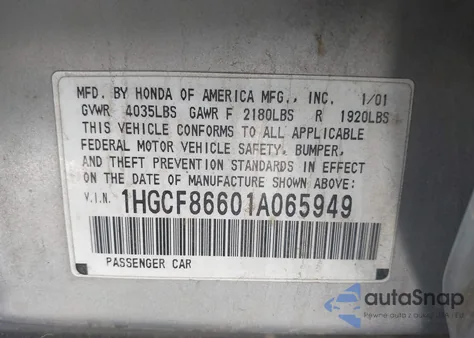 MFD. BY HONDA OF AMERICA MFG., INC. 1/01
GVWR 4035LBS GAWR F 2180LBS R 1920LBS
THIS VEHICLE CONFORMS TO ALL APPLICABLE
FEDERAL MOTOR VEHICLE SAFETY, BUMPER,
AND THEFT PREVENTION STANDARDS IN EFFECT
ON THE DATE OF MANUFACTURE SHOWN ABOVE:
V.I.N. 1HGCF86601A065949
PASSENGER CAR
autoSnap